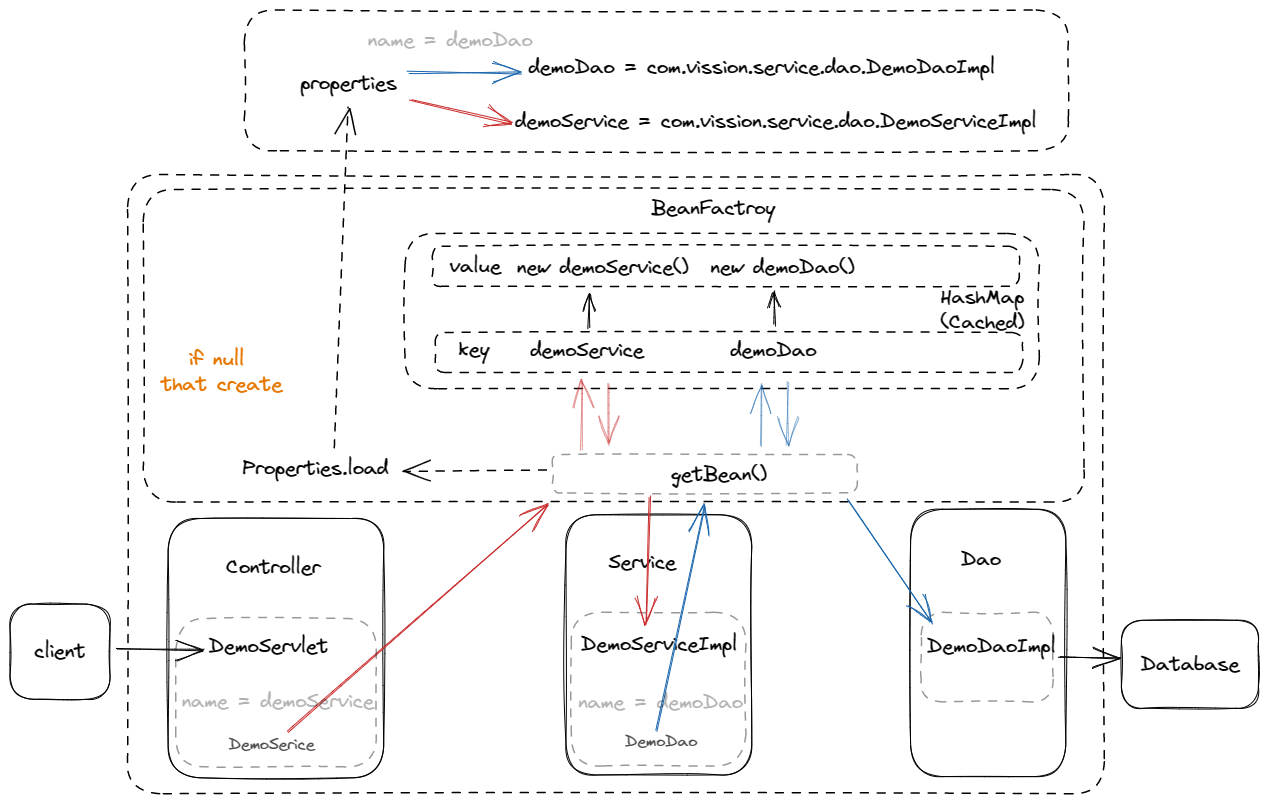 name = demoDao
properties
demoDao = com.vission.service.dao.DemoDaoImpl
demoService = com.vission.service.dao.DemoServiceImpl
BeanFactroy
value new demoService() new demoDao()
HashMap
(Cached)
key demoService demoDao
if null
that create
Properties.load
getBean()
Controller
Service
Dao
client
DemoServlet
DemoServiceImpl
DemoDaoImpl
Database
name = demoService
name = demoDao
DemoSerice
DemoDao